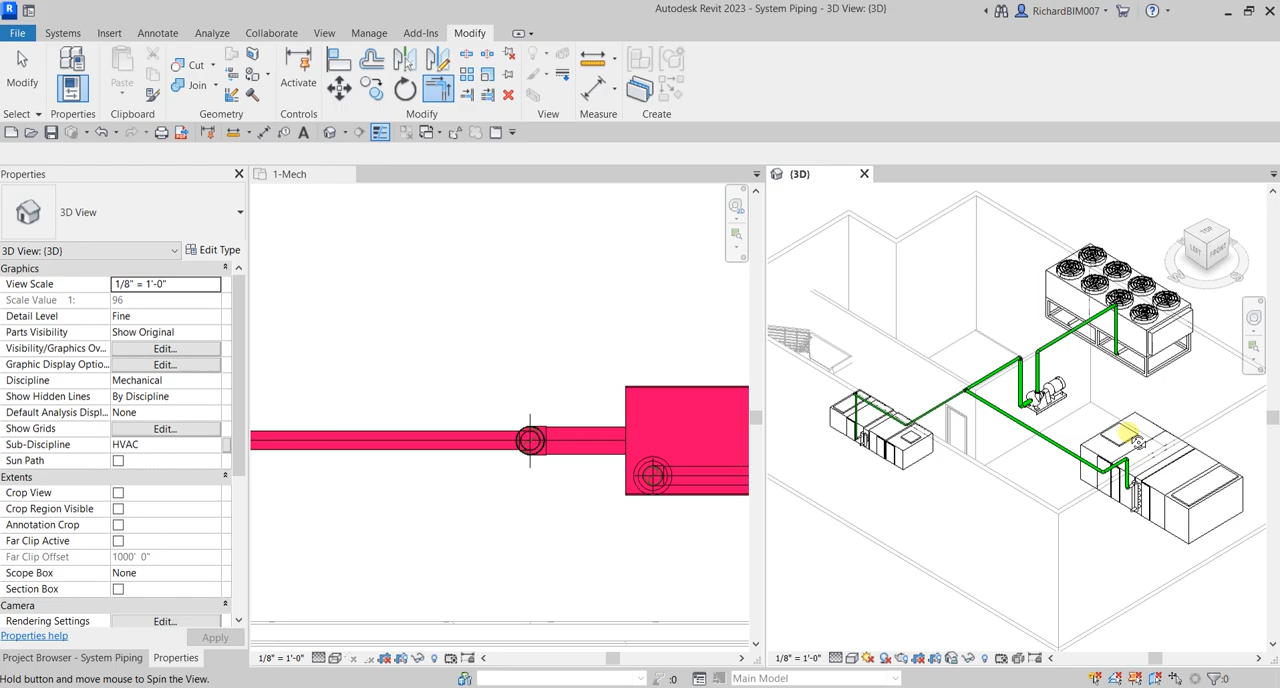 Autodesk Revit 2023 - System Piping - 3D View: {3D}
RichardBIM007
File Systems Insert Annotate Analyze Collaborate View Manage Add-Ins Modify
Modify
Paste
Cut
Join
Activate
Select Properties Clipboard Geometry Controls Modify View Measure Create
Properties
1-Mech
(3D)
3D View
3D View: {3D} Edit Type
Graphics
View Scale 1/8" = 1'-0"
Scale Value 1: 96
Detail Level Fine
Parts Visibility Show Original
Visibility/Graphics Ov... Edit...
Graphic Display Optio... Edit...
Discipline Mechanical
Show Hidden Lines By Discipline
Default Analysis Displ... None
Show Grids Edit...
Sub-Discipline HVAC
Sun Path
Extents
Crop View
Crop Region Visible
Annotation Crop
Far Clip Active
Far Clip Offset 1000' 0"
Scope Box None
Section Box
Camera
Rendering Settings Edit...
Properties help Apply
Project Browser - System Piping Properties
1/8" = 1'-0"
1/8" = 1'-0"
TOP
LEFT
FRONT
Hold button and move mouse to Spin the View.
:0
Main Model
:0